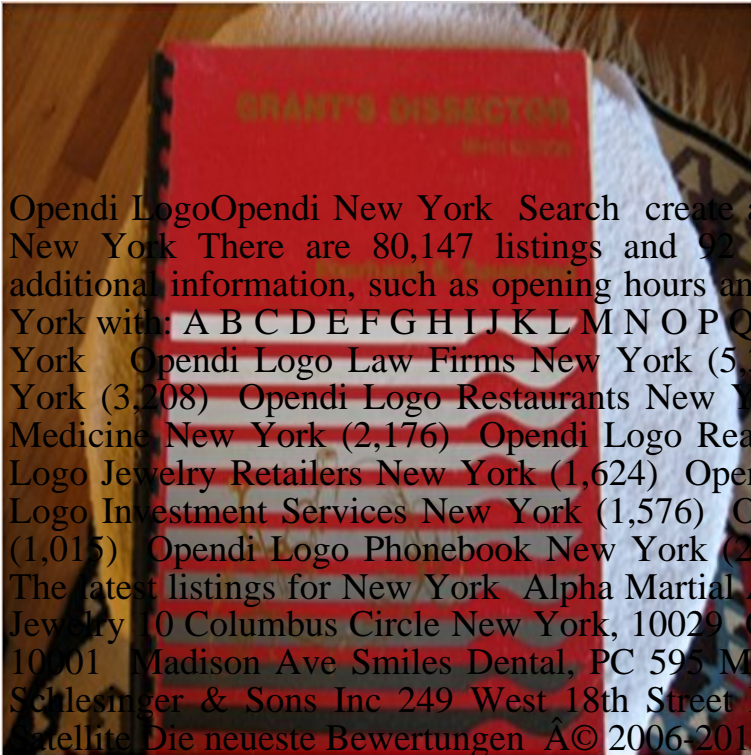 GRANT'S DISSECTOR
Opendi LogoOpendi New York Search create
New York There are 80,147 listings and 92
additional information, such as opening hours
York with: A B C D E F G H I J K L M N O P Q
York Opendi Logo Law Firms New York (5,
York (3,208) Opendi Logo Restaurants New
Medicine New York (2,176) Opendi Logo
Logo Jewelry Retailers New York (1,624)
Logo Investment Services New York (1,576)
(1,015) Opendi Logo Phonebook New York (2
The latest listings for New York Alpha Martial
Jewelry 10 Columbus Circle New York, 10029
10001 Madison Ave Smiles Dental, PC 595
Schlesinger & Sons Inc 249 West 18th Street
Satellite Die neueste Bewertungen Â© 2006-201